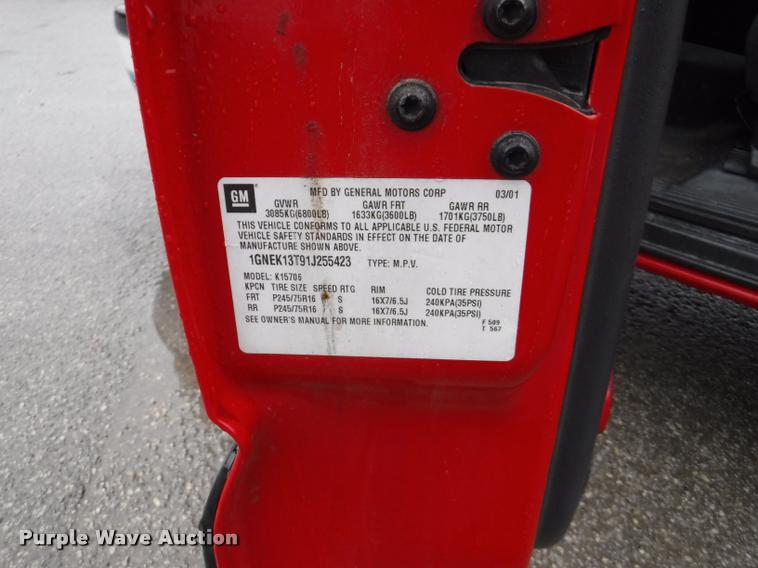 GM
MFD BY GENERAL MOTORS CORP 03/01
GVWR GAWR FRT GAWR RR
3085KG(6800LB) 1633KG(3600LB) 1701KG(3750LB)
THIS VEHICLE CONFORMS TO ALL APPLICABLE U.S. FEDERAL MOTOR
VEHICLE SAFETY STANDARDS IN EFFECT ON THE DATE OF
MANUFACTURE SHOWN ABOVE.
1GNEK13T91J255423 TYPE: M.P.V.
MODEL: K15706
KPCN TIRE SIZE SPEED RTG RIM COLD TIRE PRESSURE
FRT P245/75R16 S 16X7/6.5J 240KPA(35PSI)
RR P245/75R16 S 16X7/6.5J 240KPA(35PSI)
SEE OWNER'S MANUAL FOR MORE INFORMATION.
F 509
T 567
Purple Wave Auction